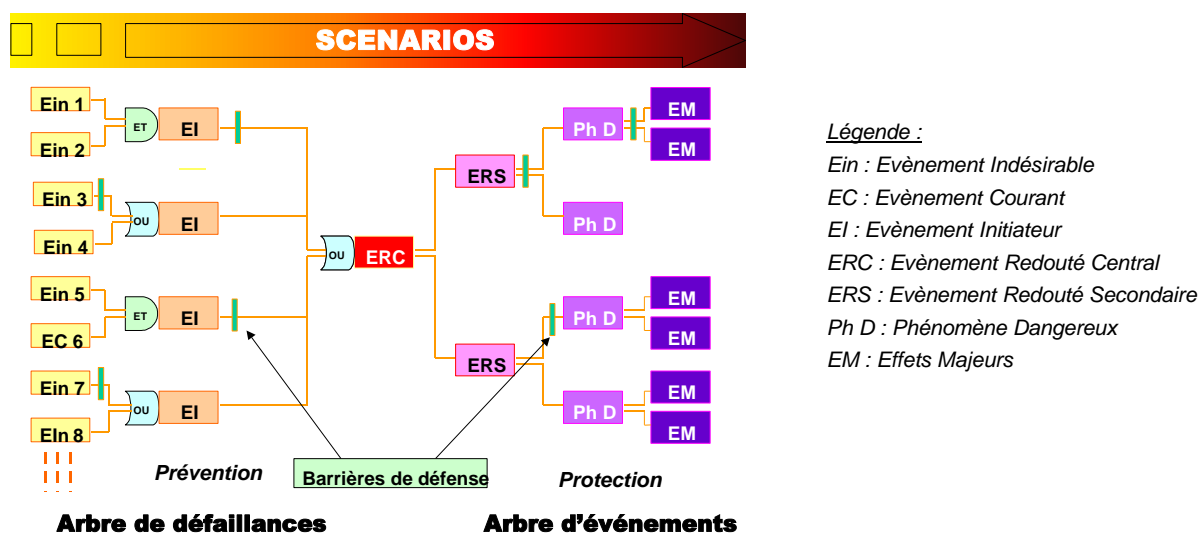 SCENARIOS
Ein 1
Ein 2
ET
EI
Ein 3
Ein 4
OU
EI
Ein 5
EC 6
ET
EI
Ein 7
EIn 8
OU
EI
OU
ERC
ERS
ERS
Ph D
Ph D
Ph D
Ph D
EM
EM
EM
EM
EM
EM
Prévention
Barrières de défense
Protection
Arbre de défaillances
Arbre d'événements
Légende :
Ein : Evènement Indésirable
EC : Evènement Courant
EI : Evènement Initiateur
ERC : Evènement Redouté Central
ERS : Evènement Redouté Secondaire
Ph D : Phénomène Dangereux
EM : Effets Majeurs